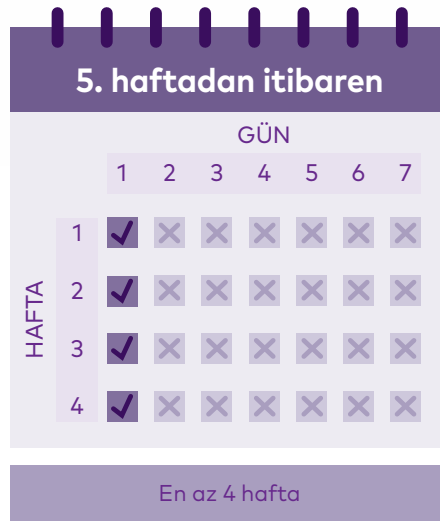 5. haftadan itibaren
GÜN
1 2 3 4 5 6 7
HAFTA
1
2
3
4
En az 4 hafta